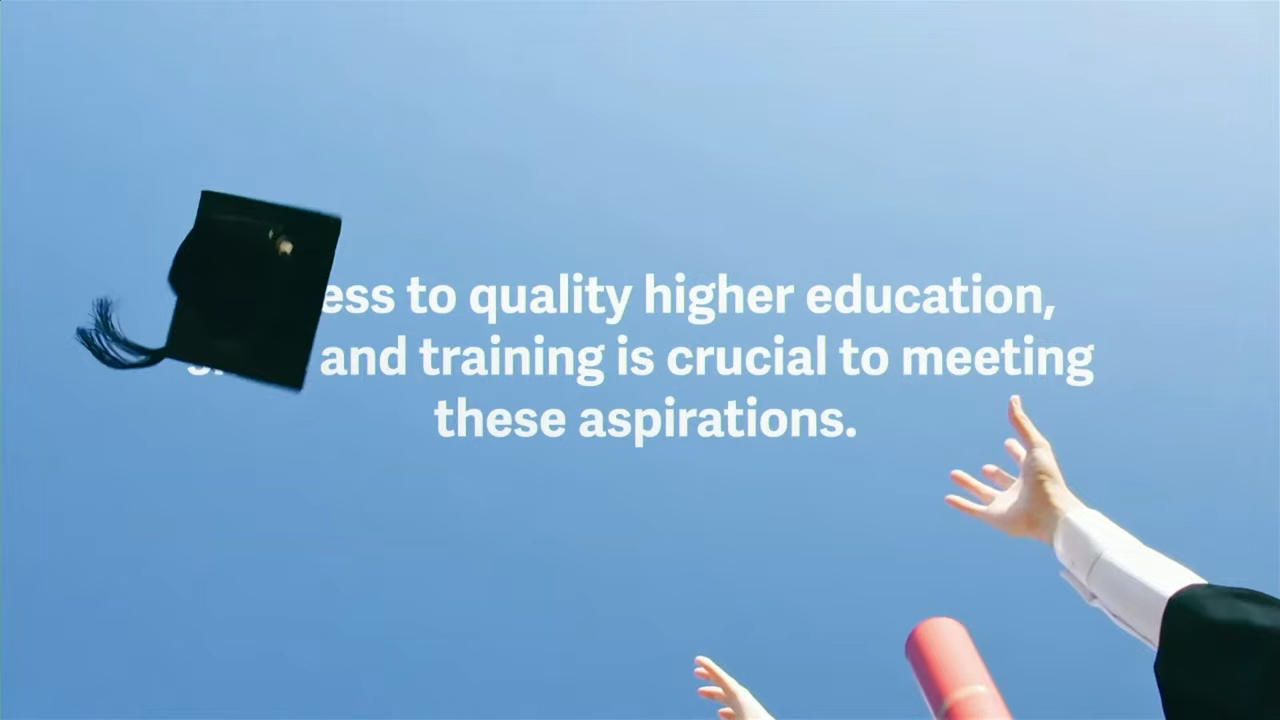 to quality higher education,
and training is crucial to meeting
these aspirations.